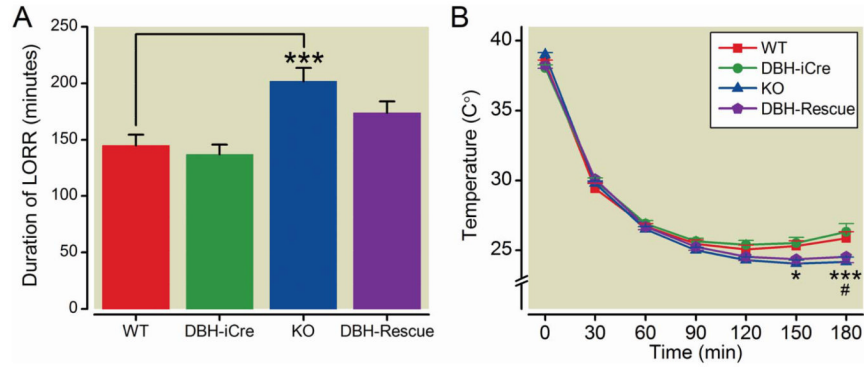 A
250
200
150
100
50
0
Duration of LORR (minutes)
***
WT DBH-iCre KO DBH-Rescue
B
40
35
30
25
Temperature (C°)
WT
DBH-iCre
KO
DBH-Rescue
* ***
#
0 30 60 90 120 150 180
Time (min)